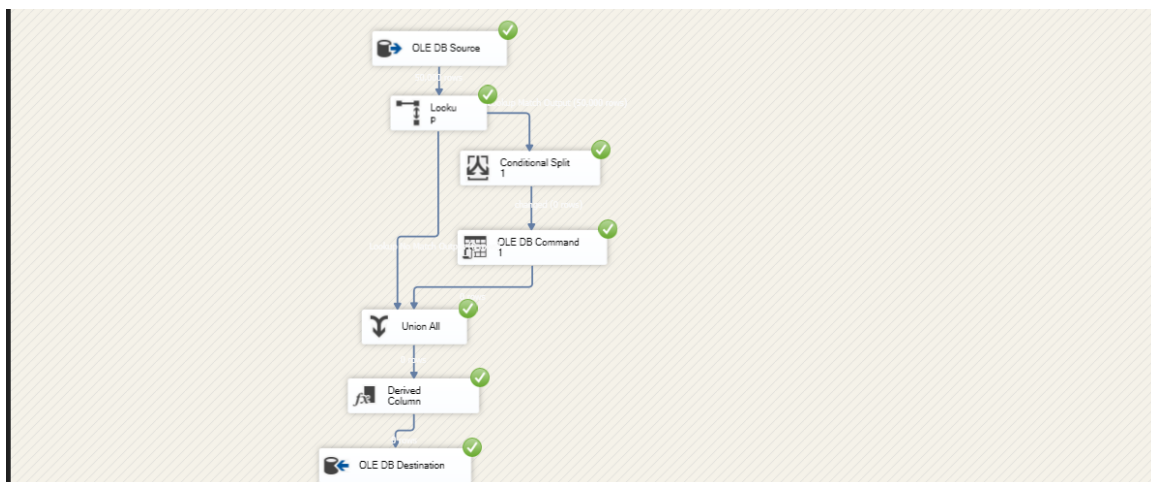 OLE DB Source
Looku
p
Conditional Split
1
OLE DB Command
1
Union All
Derived
Column
OLE DB Destination